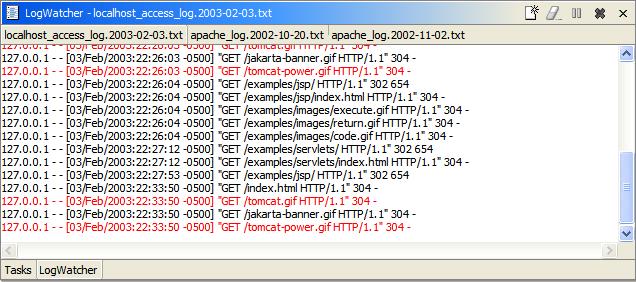 LogWatcher - localhost_access_log.2003-02-03.txt
localhost_access_log.2003-02-03.txt apache_log.2002-10-20.txt apache_log.2002-11-02.txt
127.0.0.1 - - [03/Feb/2003:22:26:03 -0500] "GET /tomcat.gif HTTP/1.1" 304 -
127.0.0.1 - - [03/Feb/2003:22:26:03 -0500] "GET /jakarta-banner.gif HTTP/1.1" 304 -
127.0.0.1 - - [03/Feb/2003:22:26:03 -0500] "GET /tomcat-power.gif HTTP/1.1" 304 -
127.0.0.1 - - [03/Feb/2003:22:26:04 -0500] "GET /examples/jsp/ HTTP/1.1" 302 654
127.0.0.1 - - [03/Feb/2003:22:26:04 -0500] "GET /examples/jsp/index.html HTTP/1.1" 304 -
127.0.0.1 - - [03/Feb/2003:22:26:04 -0500] "GET /examples/images/execute.gif HTTP/1.1" 304 -
127.0.0.1 - - [03/Feb/2003:22:26:04 -0500] "GET /examples/images/return.gif HTTP/1.1" 304 -
127.0.0.1 - - [03/Feb/2003:22:26:04 -0500] "GET /examples/images/code.gif HTTP/1.1" 304 -
127.0.0.1 - - [03/Feb/2003:22:27:12 -0500] "GET /examples/servlets/ HTTP/1.1" 302 654
127.0.0.1 - - [03/Feb/2003:22:27:12 -0500] "GET /examples/servlets/index.html HTTP/1.1" 304 -
127.0.0.1 - - [03/Feb/2003:22:27:53 -0500] "GET /examples/jsp/ HTTP/1.1" 302 654
127.0.0.1 - - [03/Feb/2003:22:33:50 -0500] "GET /index.html HTTP/1.1" 304 -
127.0.0.1 - - [03/Feb/2003:22:33:50 -0500] "GET /tomcat.gif HTTP/1.1" 304 -
127.0.0.1 - - [03/Feb/2003:22:33:50 -0500] "GET /jakarta-banner.gif HTTP/1.1" 304 -
127.0.0.1 - - [03/Feb/2003:22:33:50 -0500] "GET /tomcat-power.gif HTTP/1.1" 304 -
Tasks LogWatcher